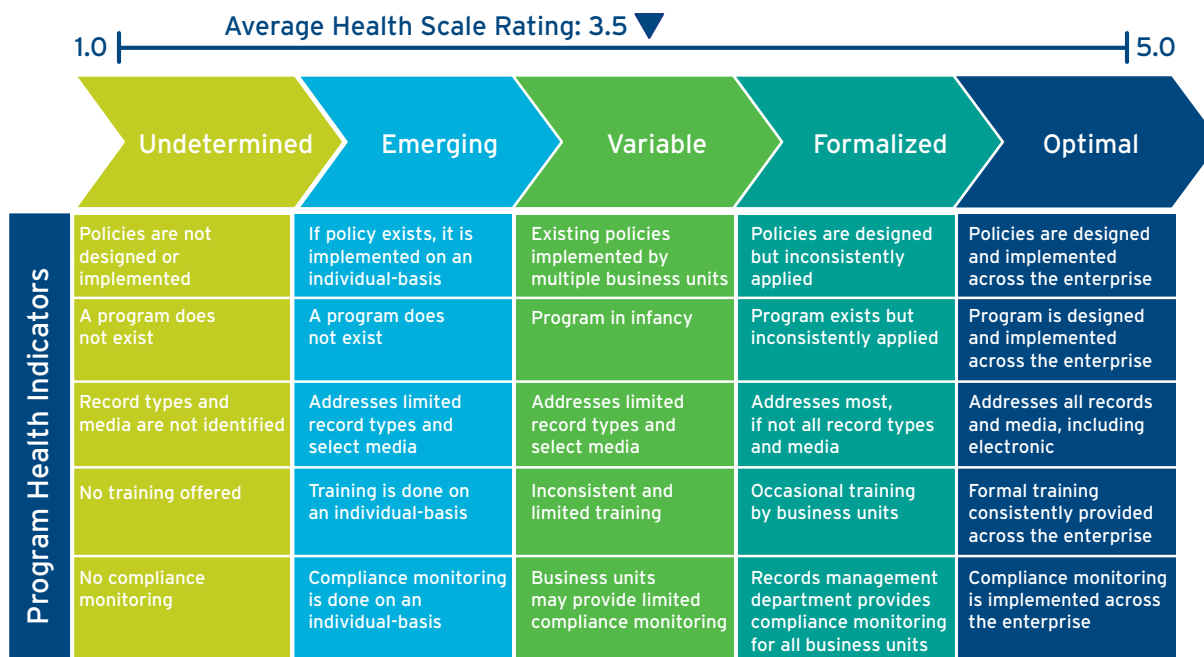 Average Health Scale Rating: 3.5
1.0
5.0
Undetermined
Emerging
Variable
Formalized
Optimal
Program Health Indicators
Policies are not
designed or
implemented
If policy exists, it is
implemented on an
individual-basis
Existing policies
implemented by
multiple business units
Policies are designed
but inconsistently
applied
Policies are designed
and implemented
across the enterprise
A program does
not exist
A program does
not exist
Program in infancy
Program exists but
inconsistently applied
Program is designed
and implemented
across the enterprise
Record types and
media are not identified
Addresses limited
record types and
select media
Addresses limited
record types and
select media
Addresses most,
if not all record types
and media
Addresses all records
and media, including
electronic
No training offered
Training is done on
an individual-basis
Inconsistent and
limited training
Occasional training
by business units
Formal training
consistently provided
across the enterprise
No compliance
monitoring
Compliance monitoring
is done on an
individual-basis
Business units
may provide limited
compliance monitoring
Records management
department provides
compliance monitoring
for all business units
Compliance monitoring
is implemented across
the enterprise